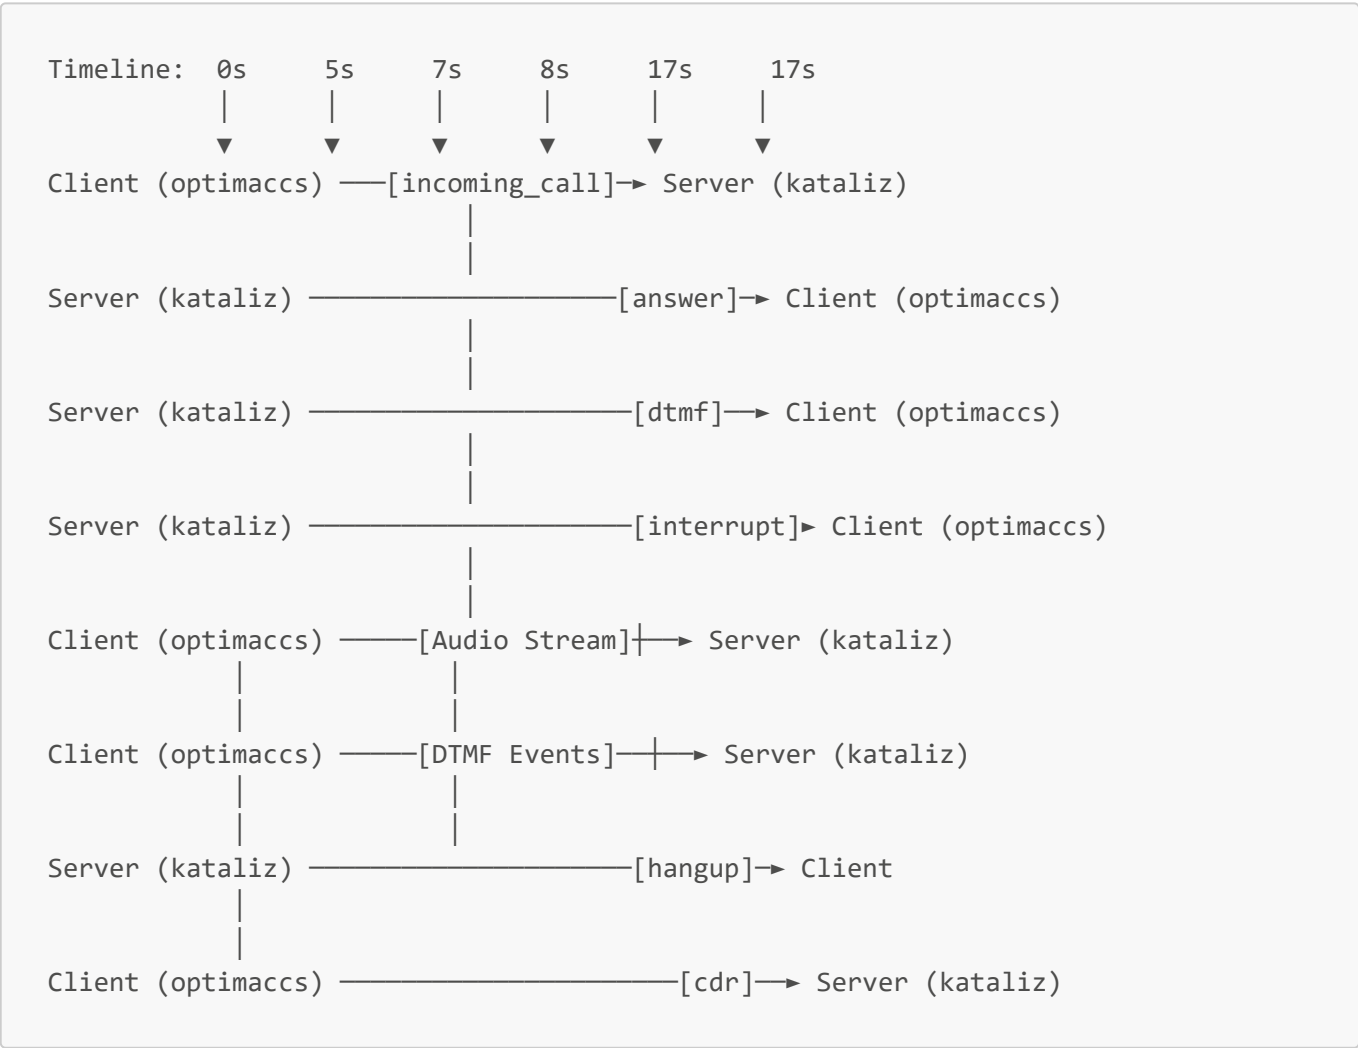 Timeline:  0s     5s     7s     8s     17s     17s
Client (optimaccs) ───[incoming_call]─► Server (kataliz)
Server (kataliz) ────────────────────[answer]─► Client (optimaccs)
Server (kataliz) ─────────────────────[dtmf]──► Client (optimaccs)
Server (kataliz) ─────────────────────[interrupt]► Client (optimaccs)
Client (optimaccs) ─────[Audio Stream]┼──► Server (kataliz)
Client (optimaccs) ─────[DTMF Events]──┼──► Server (kataliz)
Server (kataliz) ─────────────────────[hangup]─► Client
Client (optimaccs) ──────────────────────[cdr]──► Server (kataliz)